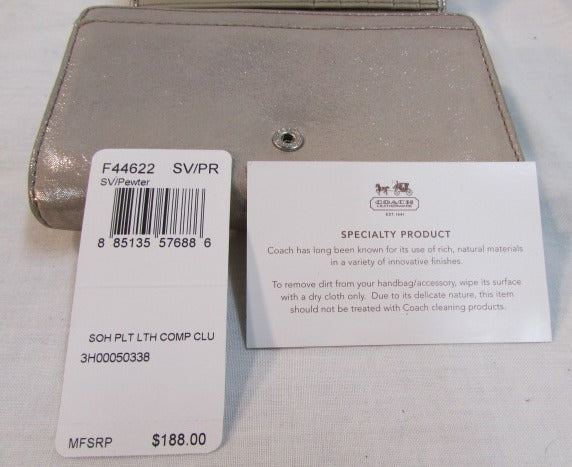 F44622 SV/PR
SV/Pewter
8 85135 57688 6
SOH PLT LTH COMP CLU
3H00050338
MFSRP $188.00
COACH
LEATHERWARE
EST. 1941
SPECIALTY PRODUCT
Coach has long been known for its use of rich, natural materials
in a variety of innovative finishes.
To remove dirt from your handbag/accessory, wipe its surface
with a dry cloth only. Due to its delicate nature, this item
should not be treated with Coach cleaning products.